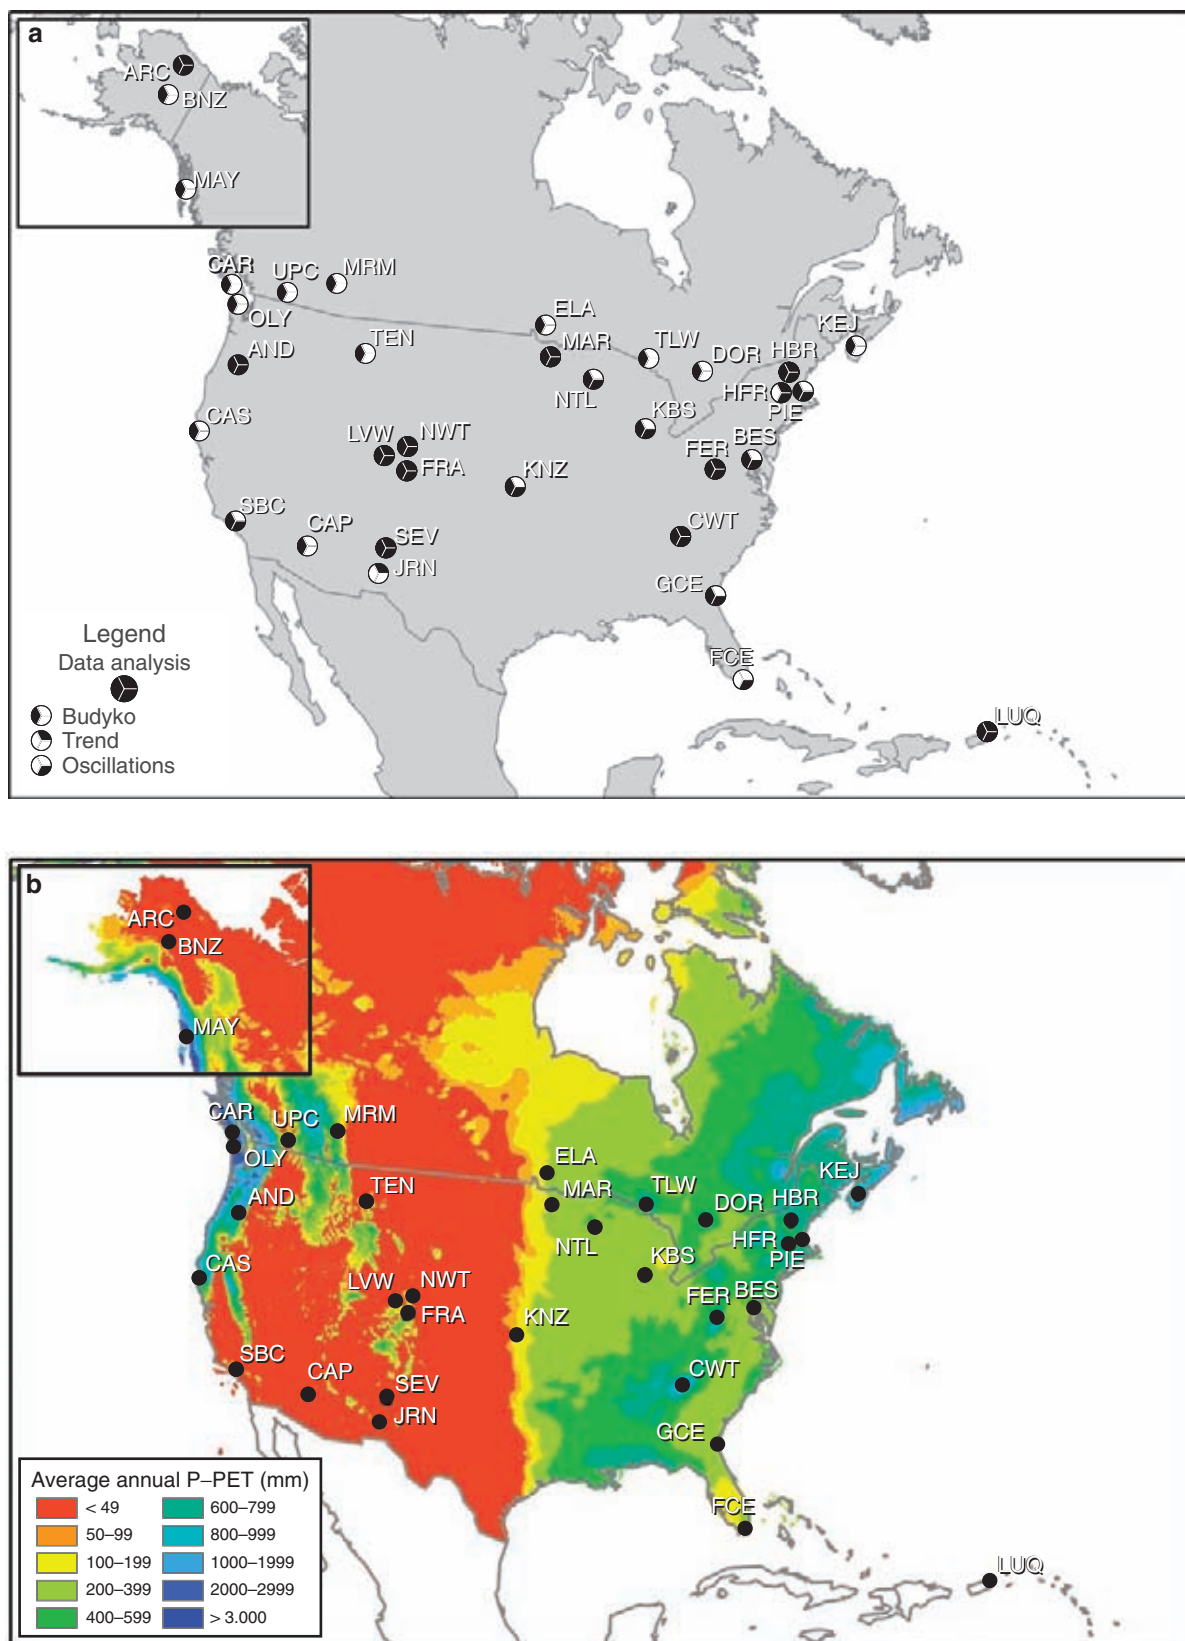 a
ARC
BNZ
MAY
CAR
UPC
MRM
OLY
ELA
KEJ
AND
TEN
MAR
TLW
DOR
HBR
NTL
HFR
PIE
CAS
KBS
LVW
NWT
FRA
KNZ
FER
BES
SBC
CAP
SEV
CWT
JRN
GCE
FCE
LUQ
Legend
Data analysis
Budyko
Trend
Oscillations
b
ARC
BNZ
MAY
CAR
UPC
MRM
OLY
ELA
KEJ
AND
TEN
MAR
TLW
DOR
HBR
NTL
HFR
PIE
CAS
KBS
LVW
NWT
FRA
KNZ
FER
BES
SBC
CAP
SEV
CWT
JRN
GCE
FCE
LUQ
Average annual P–PET (mm)
< 49
600–799
50–99
800–999
100–199
1000–1999
200–399
2000–2999
400–599
> 3.000